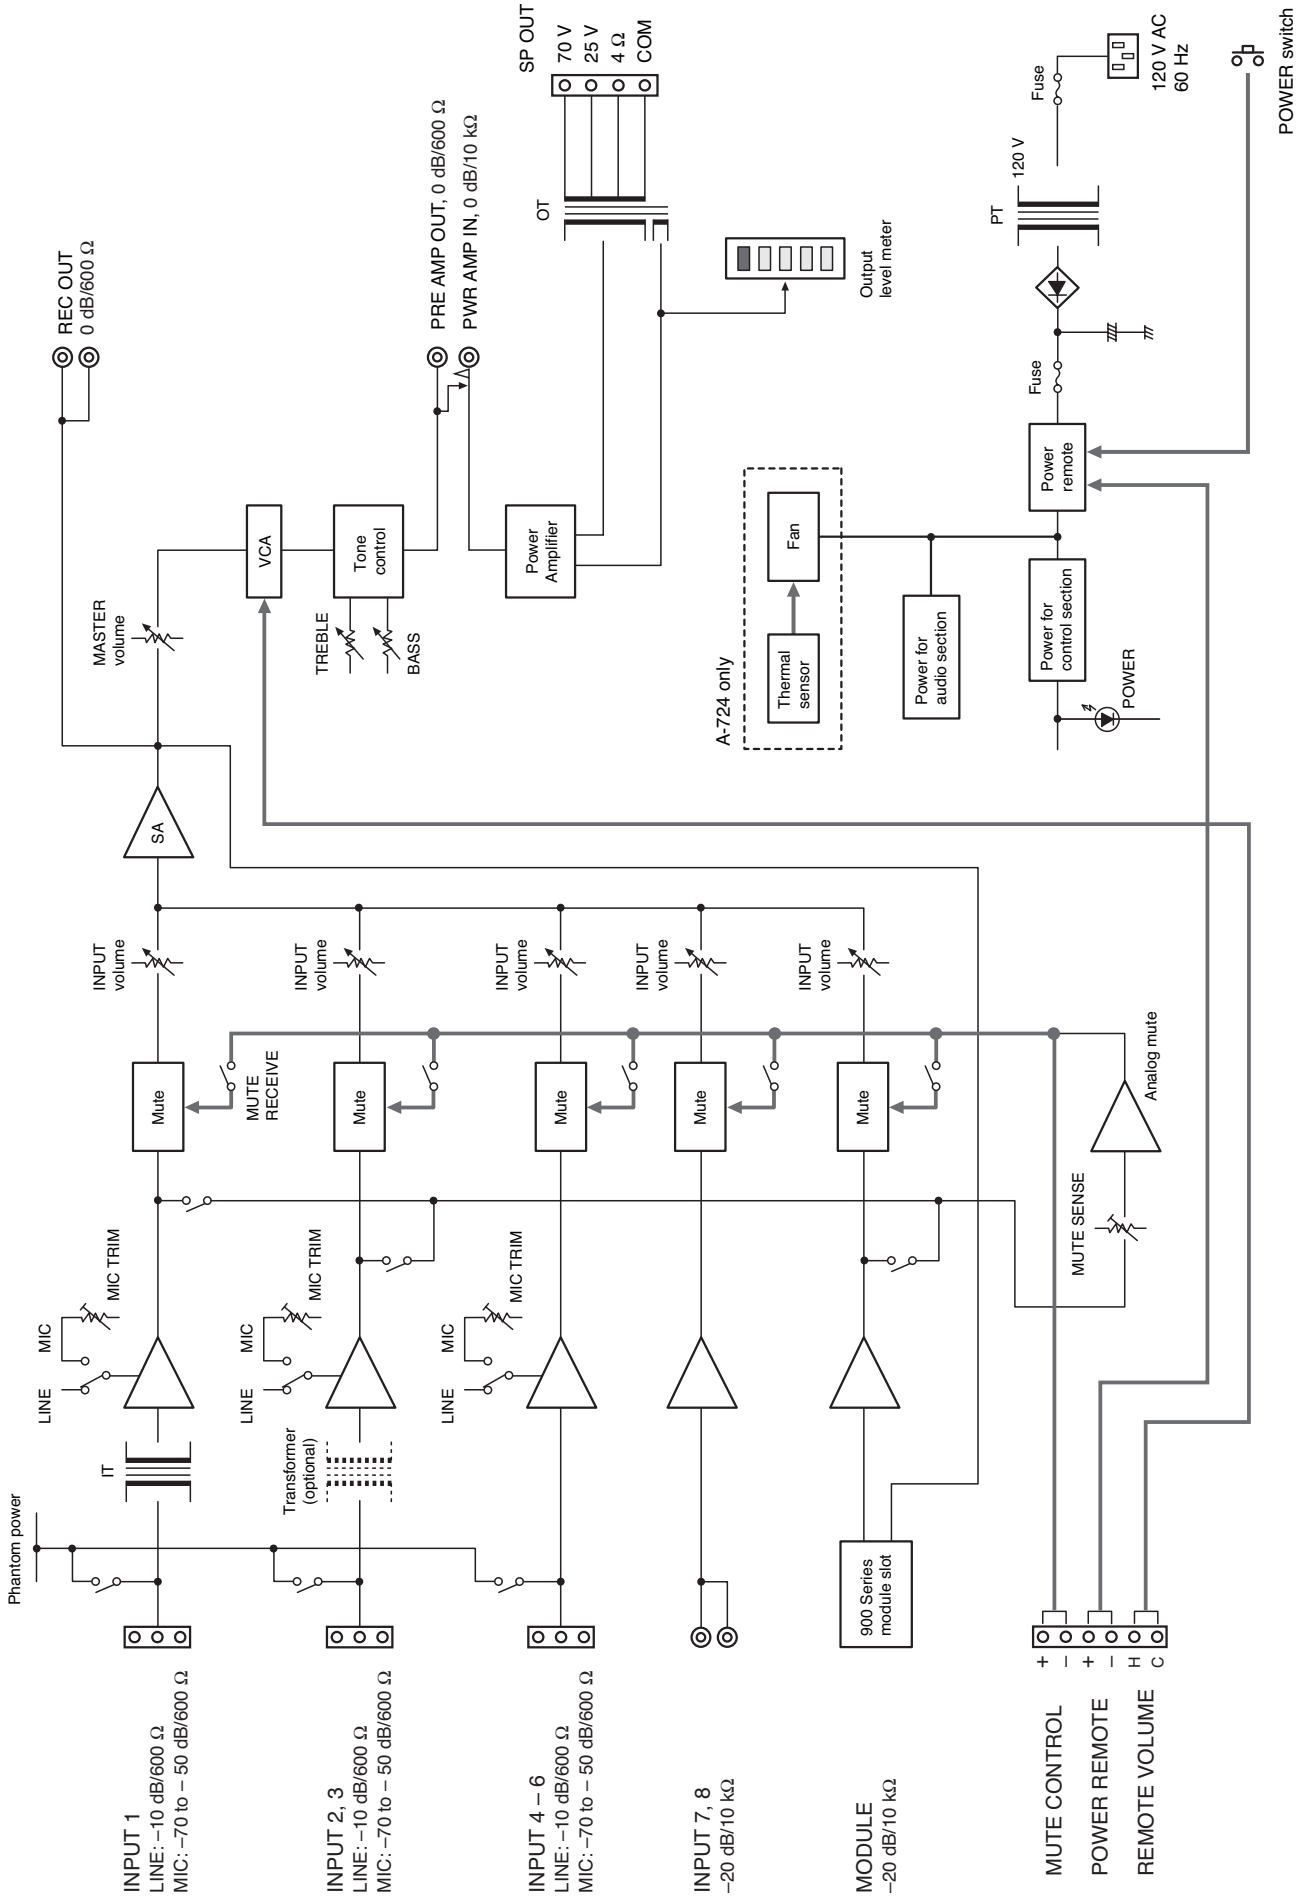 Phantom power
INPUT 1
LINE: –10 dB/600 Ω
MIC: –70 to – 50 dB/600 Ω
IT
LINE
MIC
MIC TRIM
Mute
MUTE
RECEIVE
INPUT
volume
SA
MASTER
volume
REC OUT
0 dB/600 Ω
VCA
TREBLE
BASS
Tone
control
PRE AMP OUT, 0 dB/600 Ω
PWR AMP IN, 0 dB/10 kΩ
INPUT 2, 3
LINE: –10 dB/600 Ω
MIC: –70 to – 50 dB/600 Ω
Transformer
(optional)
LINE
MIC
MIC TRIM
Mute
INPUT
volume
INPUT 4 – 6
LINE: –10 dB/600 Ω
MIC: –70 to – 50 dB/600 Ω
LINE
MIC
MIC TRIM
Mute
INPUT
volume
Power
Amplifier
OT
SP OUT
70 V
25 V
4 Ω
COM
INPUT 7, 8
–20 dB/10 kΩ
Mute
INPUT
volume
A-724 only
Thermal
sensor
Fan
Output
level meter
MODULE
–20 dB/10 kΩ
900 Series
module slot
Mute
INPUT
volume
Power for
audio section
MUTE CONTROL
POWER REMOTE
REMOTE VOLUME
+
–
+
–
H
C
MUTE SENSE
Analog mute
POWER
Power for
control section
Power
remote
Fuse
PT
120 V
Fuse
120 V AC
60 Hz
POWER switch